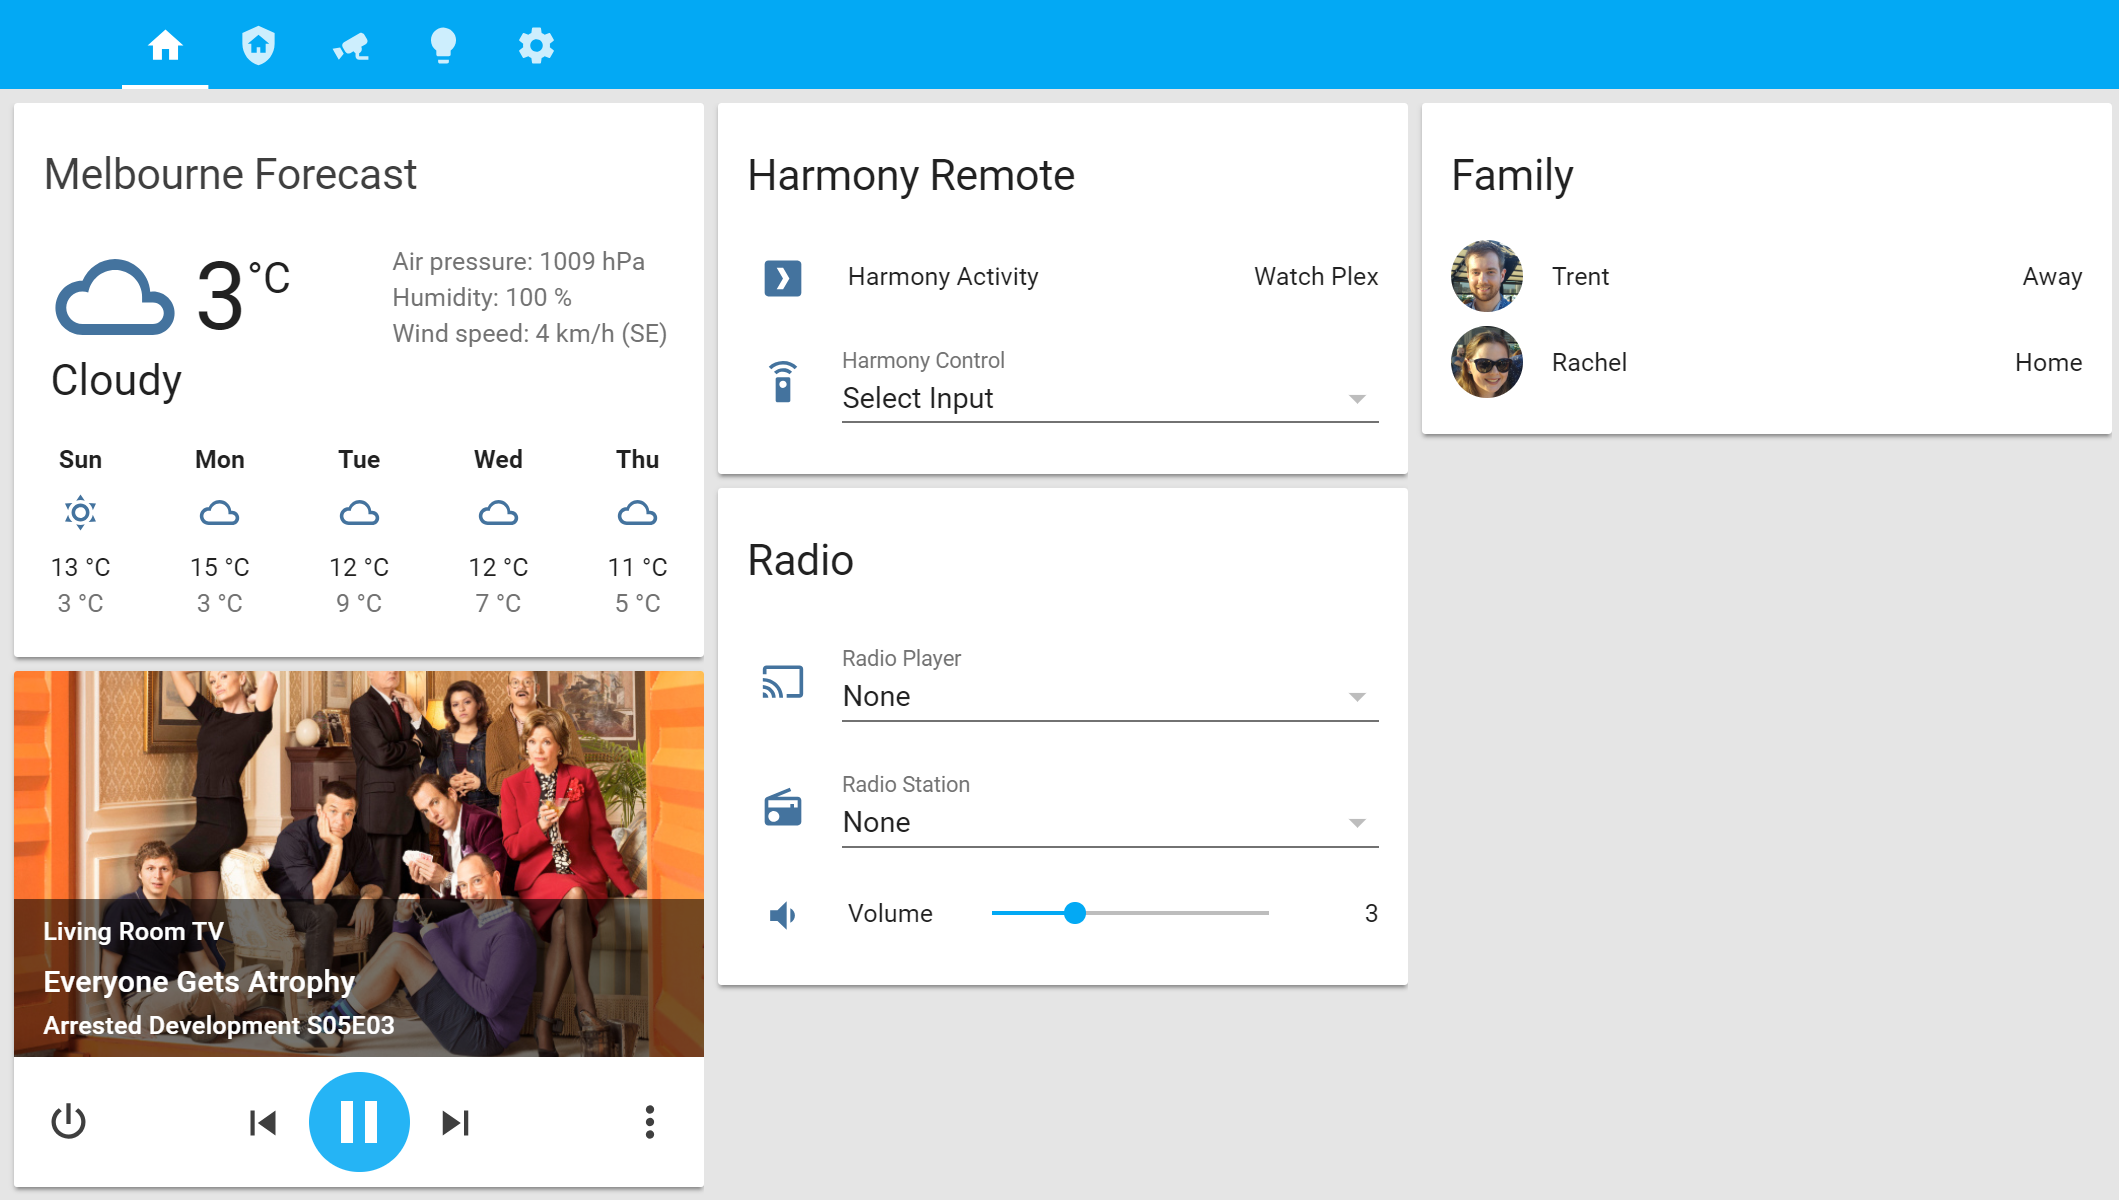 Melbourne Forecast
3 °C
Cloudy
Air pressure: 1009 hPa
Humidity: 100 %
Wind speed: 4 km/h (SE)
Sun Mon Tue Wed Thu
13 °C 15 °C 12 °C 12 °C 11 °C
3 °C 3 °C 9 °C 7 °C 5 °C
Living Room TV
Everyone Gets Atrophy
Arrested Development S05E03
Harmony Remote
Harmony Activity Watch Plex
Harmony Control
Select Input
Radio
Radio Player
None
Radio Station
None
Volume 3
Family
Trent Away
Rachel Home